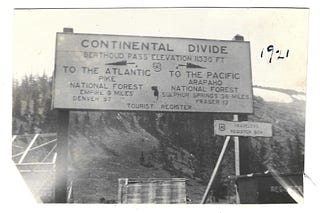 CONTINENTAL DIVIDE
BERTHOUD PASS ELEVATION 11330 FT.
TO THE ATLANTIC
PIKE
NATIONAL FOREST
EMPIRE 9 MILES
DENVER 57
TO THE PACIFIC
ARAPAHO
NATIONAL FOREST
SULPHUR SPRINGS 38 MILES
FRASER 17
TOURIST REGISTER
1921
REGISTER BOX